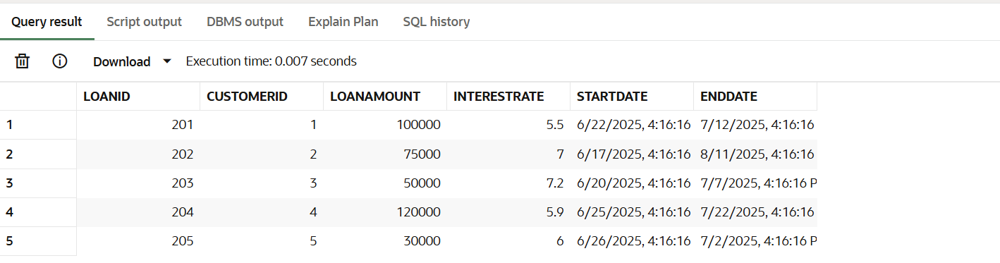 Query result Script output DBMS output Explain Plan SQL history
Download Execution time: 0.007 seconds
LOANID CUSTOMERID LOANAMOUNT INTERESTRATE STARTDATE ENDDATE
1 201 1 100000 5.5 6/22/2025, 4:16:16 7/12/2025, 4:16:16
2 202 2 75000 7 6/17/2025, 4:16:16 8/11/2025, 4:16:16
3 203 3 50000 7.2 6/20/2025, 4:16:16 7/7/2025, 4:16:16 P
4 204 4 120000 5.9 6/25/2025, 4:16:16 7/22/2025, 4:16:16
5 205 5 30000 6 6/26/2025, 4:16:16 7/2/2025, 4:16:16 P